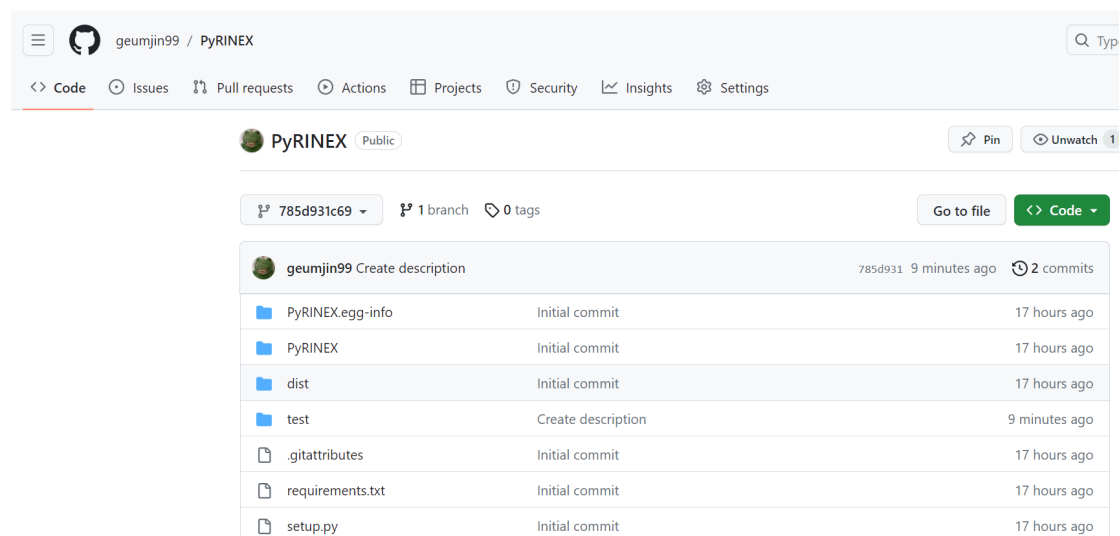 geumjin99 / PyRINEX
Typ
Code Issues Pull requests Actions Projects Security Insights Settings
PyRINEX Public Pin Unwatch 1
785d931c69 1 branch 0 tags Go to file Code
geumjin99 Create description 785d931 9 minutes ago 2 commits
PyRINEX.egg-info Initial commit 17 hours ago
PyRINEX Initial commit 17 hours ago
dist Initial commit 17 hours ago
test Create description 9 minutes ago
.gitattributes Initial commit 17 hours ago
requirements.txt Initial commit 17 hours ago
setup.py Initial commit 17 hours ago